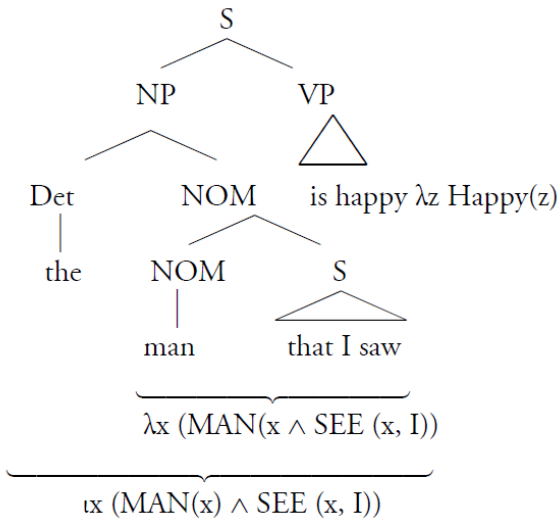 S
NP VP
Det NOM is happy λz Happy(z)
the NOM S
man that I saw
λx (MAN(x ∧ SEE (x, I))
ιx (MAN(x) ∧ SEE (x, I))